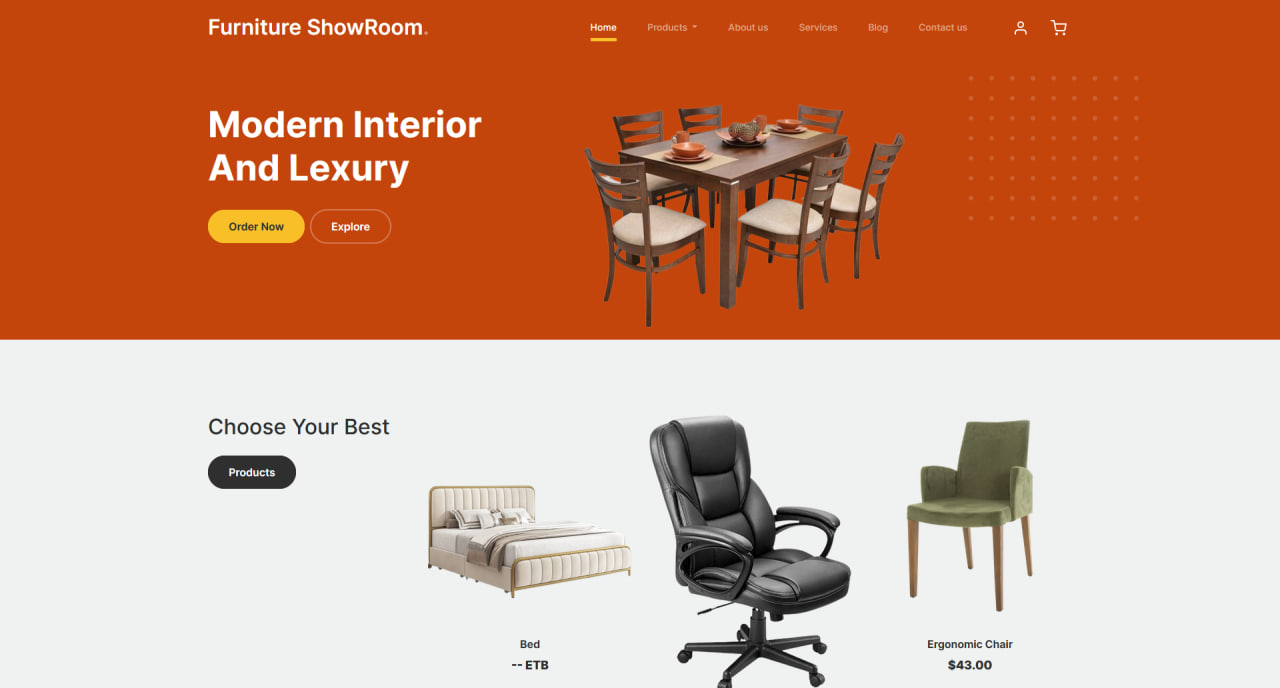 Furniture ShowRoom.
Home
Products
About us
Services
Blog
Contact us
Modern Interior
And Lexury
Order Now
Explore
Choose Your Best
Products
Bed
-- ETB
Ergonomic Chair
$43.00